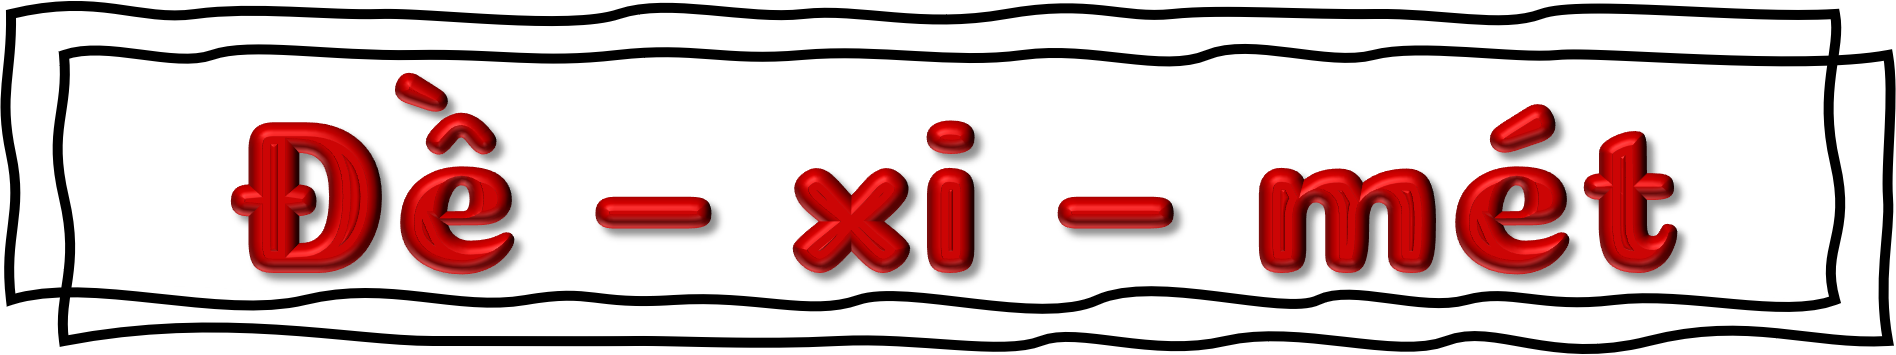 Đề – xi – mét